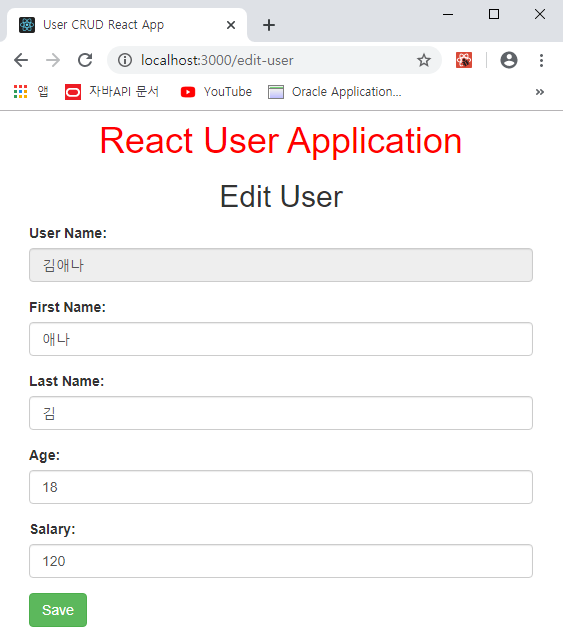 User CRUD React App
localhost:3000/edit-user
앱 자바API 문서 YouTube Oracle Application... »
React User Application
Edit User
User Name:
김애나
First Name:
애나
Last Name:
김
Age:
18
Salary:
120
Save